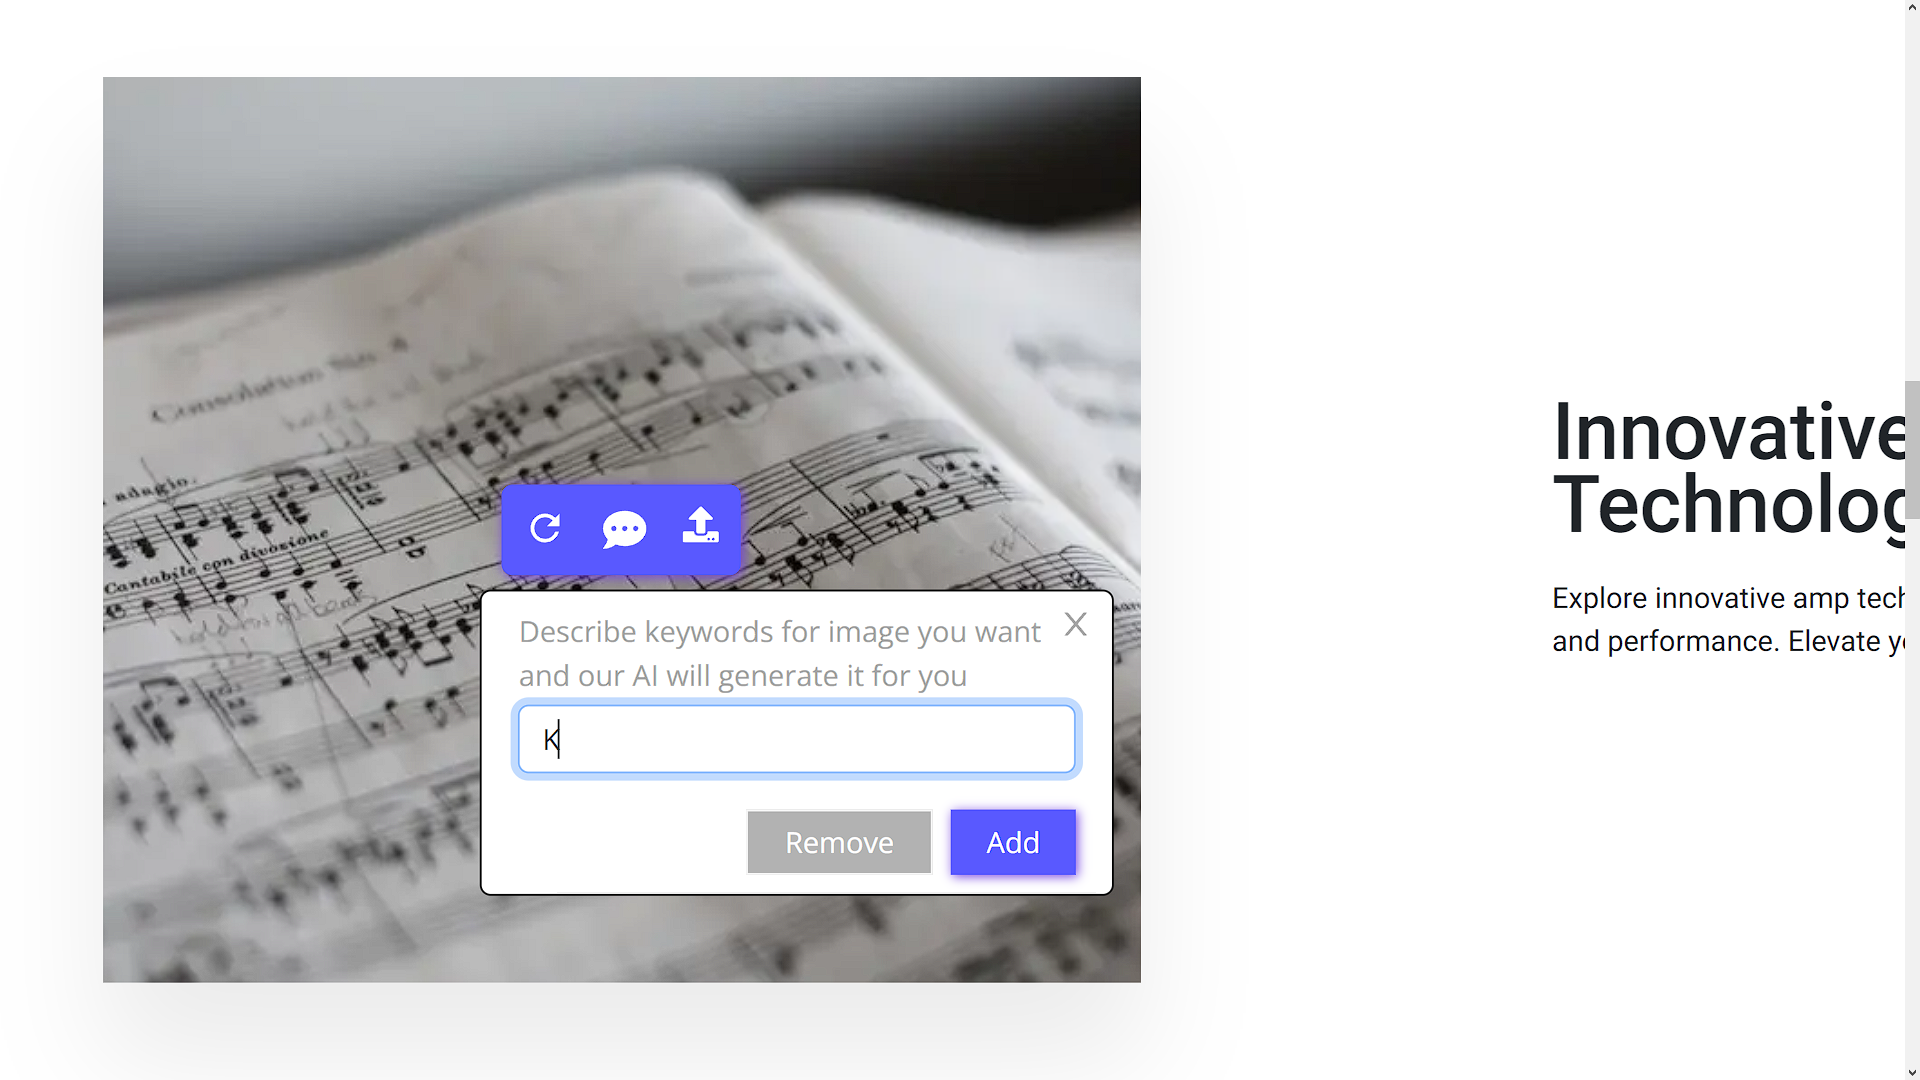 Consolation No. 4
adagio.
Cantabile con divozione
Describe keywords for image you want
and our AI will generate it for you
K
Remove
Add
Innovative
Technolog
Explore innovative amp tech
and performance. Elevate y